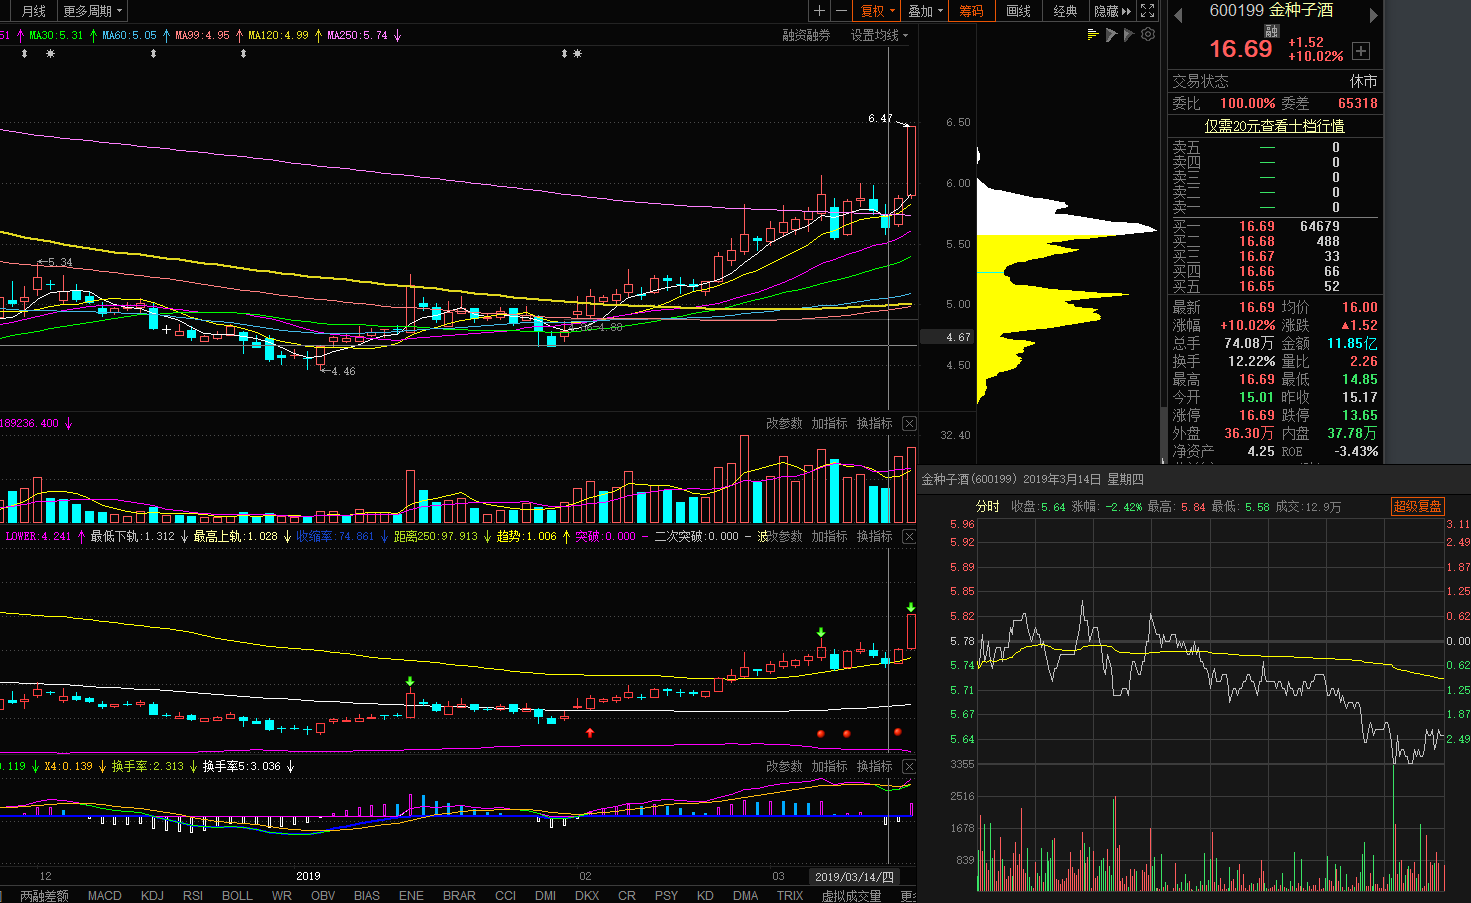 月线 更多周期 + － 复权 叠加 筹码 画线 经典 隐藏
51 MA30:5.31 MA60:5.05 MA99:4.95 MA120:4.99 MA250:5.74 融资融券 设置均线
6.47
5.34
4.88
4.46
6.50
6.00
5.50
5.00
4.67
4.50
189236.400 改参数 加指标 换指标
32.40
LOWER:4.241 最低下轨:1.312 最高上轨:1.028 收缩率:74.861 距离250:97.913 趋势:1.006 突破:0.000 － 二次突破:0.000 － 波 改参数 加指标 换指标
0.119 X4:0.139 换手率:2.313 换手率5:3.036 改参数 加指标 换指标
12 2019 02 03 2019/03/14/四
两融差额 MACD KDJ RSI BOLL WR OBV BIAS ENE BRAR CCI DMI DKX CR PSY KD DMA TRIX 虚拟成交量
600199 金种子酒
融
16.69 +1.52
+10.02%
交易状态 休市
委比 100.00% 委差 65318
仅需20元查看十档行情
卖五 — 0
卖四 — 0
卖三 — 0
卖二 — 0
卖一 — 0
买一 16.69 64679
买二 16.68 488
买三 16.67 33
买四 16.66 66
买五 16.65 52
最新 16.69 均价 16.00
涨幅 +10.02% 涨跌 ▲1.52
总手 74.08万 金额 11.85亿
换手 12.22% 量比 2.26
最高 16.69 最低 14.85
今开 15.01 昨收 15.17
涨停 16.69 跌停 13.65
外盘 36.30万 内盘 37.78万
净资产 4.25 ROE -3.43%
金种子酒(600199) 2019年3月14日 星期四
分时 收盘:5.64 涨幅: -2.42% 最高: 5.84 最低: 5.58 成交:12.9万 超级复盘
5.96 3.11
5.92 2.49
5.89 1.87
5.85 1.25
5.82 0.62
5.78 0.00
5.74 0.62
5.71 1.25
5.67 1.87
5.64 2.49
3355
2516
1678
839